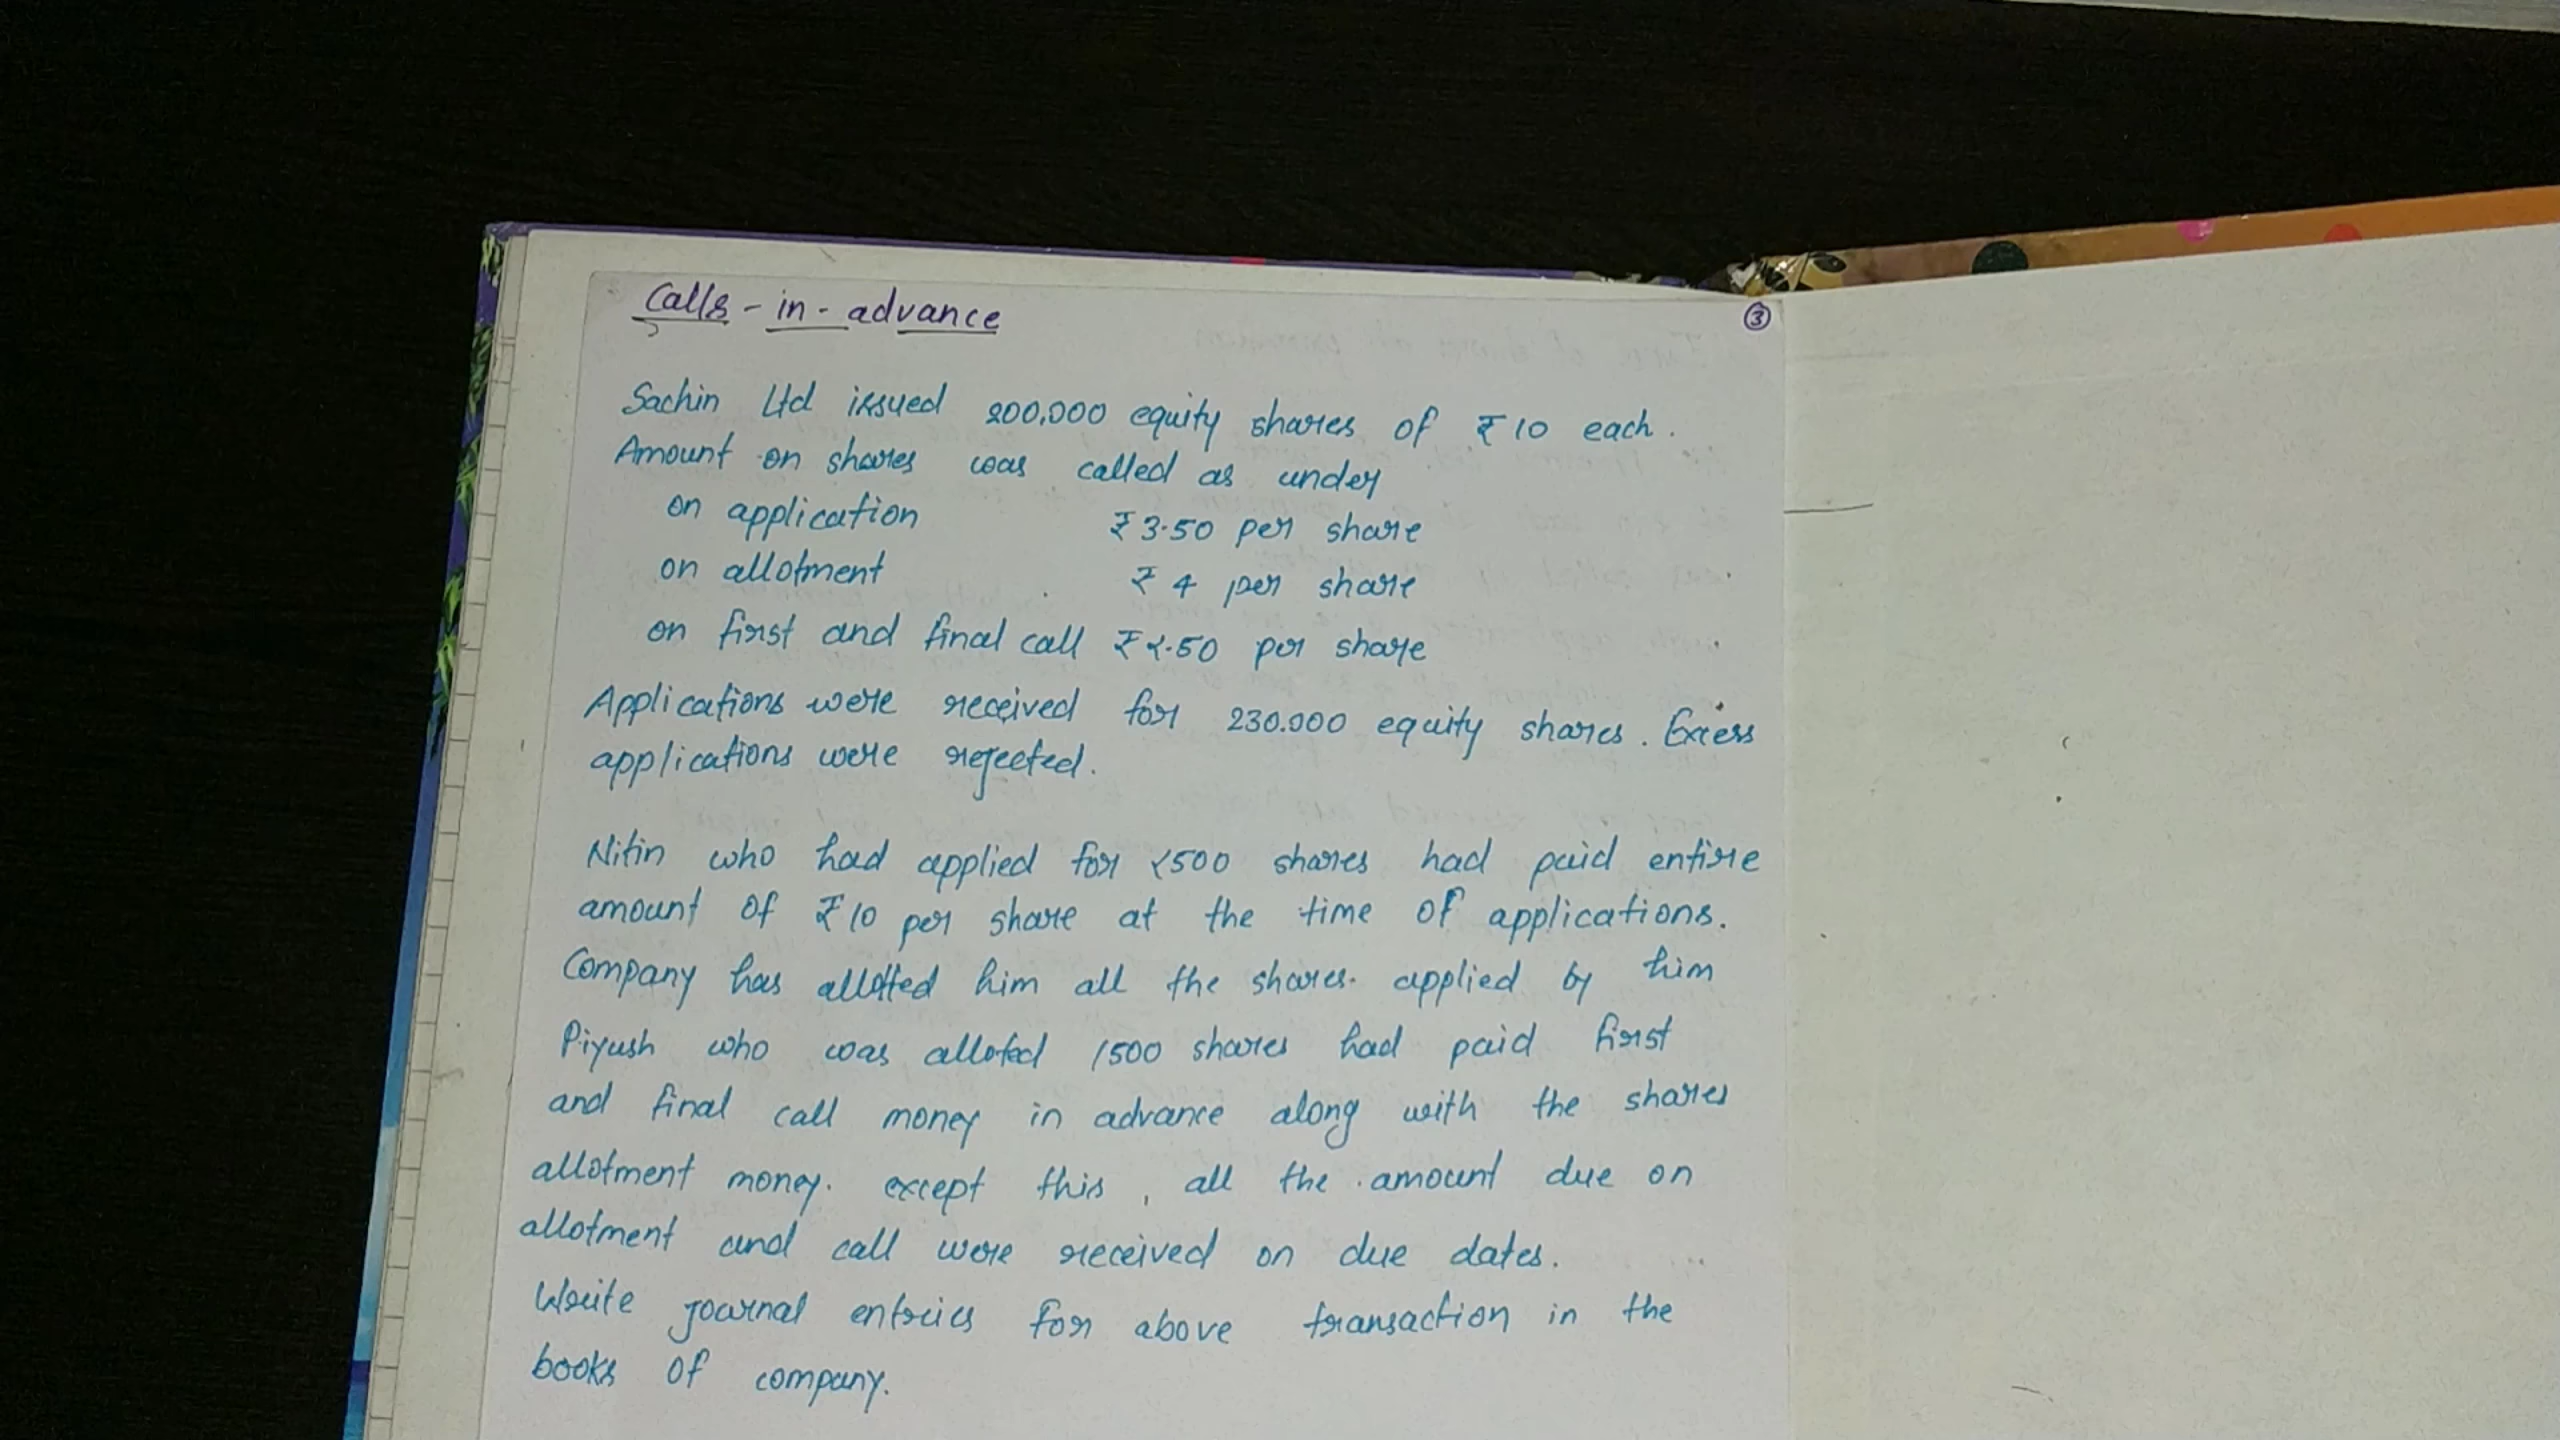 Calls - in - advance
3
Sachin Ltd issued 200,000 equity shares of ₹10 each.
Amount on shares was called as under
on application ₹3.50 per share
on allotment ₹4 per share
on first and final call ₹2.50 per share
Applications were received for 230.000 equity shares. Excess
applications were rejected.
Nitin who had applied for 2500 shares had paid entire
amount of ₹10 per share at the time of applications.
Company has allotted him all the shares. applied by him
Piyush who was alloted 1500 shares had paid first
and final call money in advance along with the shares
allotment money. except this, all the amount due on
allotment and call were received on due dates.
Write journal entries for above transaction in the
books of company.